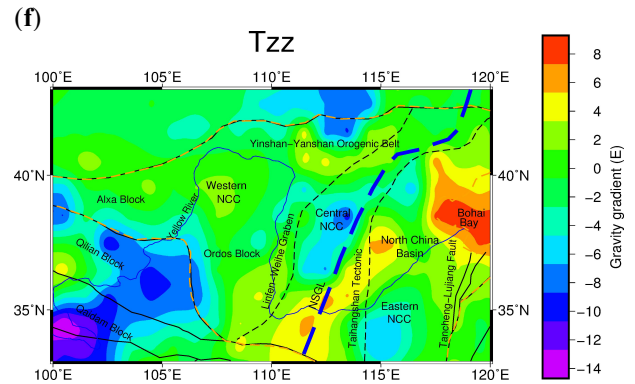 (f)
Tzz
100°E 105°E 110°E 115°E 120°E
Yinshan−Yanshan Orogenic Belt
40°N 40°N
Western
NCC
Alxa Block
Yellow River
Central
NCC
Bohai
Bay
Qilian Block
Ordos Block
Linfen−Weihe Graben
North China
Basin
NSGL
Taihangshan Tectonic
Tancheng−Lujiang Fault
35°N 35°N
Qaidam Block
Eastern
NCC
100°E 105°E 110°E 115°E 120°E
8
6
4
2
0
−2
−4
−6
−8
−10
−12
−14
Gravity gradient (E)